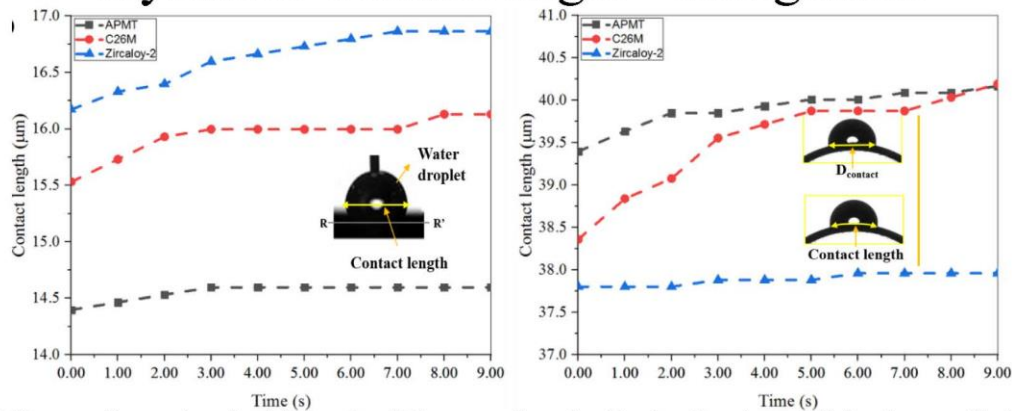 17.0
16.5
16.0
15.5
15.0
14.5
14.0
Contact length (μm)
APMT
C26M
Zircaloy-2
Water
droplet
R
R'
Contact length
0.00 1.00 2.00 3.00 4.00 5.00 6.00 7.00 8.00 9.00
Time (s)
41.0
40.5
40.0
39.5
39.0
38.5
38.0
37.5
37.0
Contact length (μm)
APMT
C26M
Zircaloy-2
Dcontact
Contact length
0.00 1.00 2.00 3.00 4.00 5.00 6.00 7.00 8.00 9.00
Time (s)